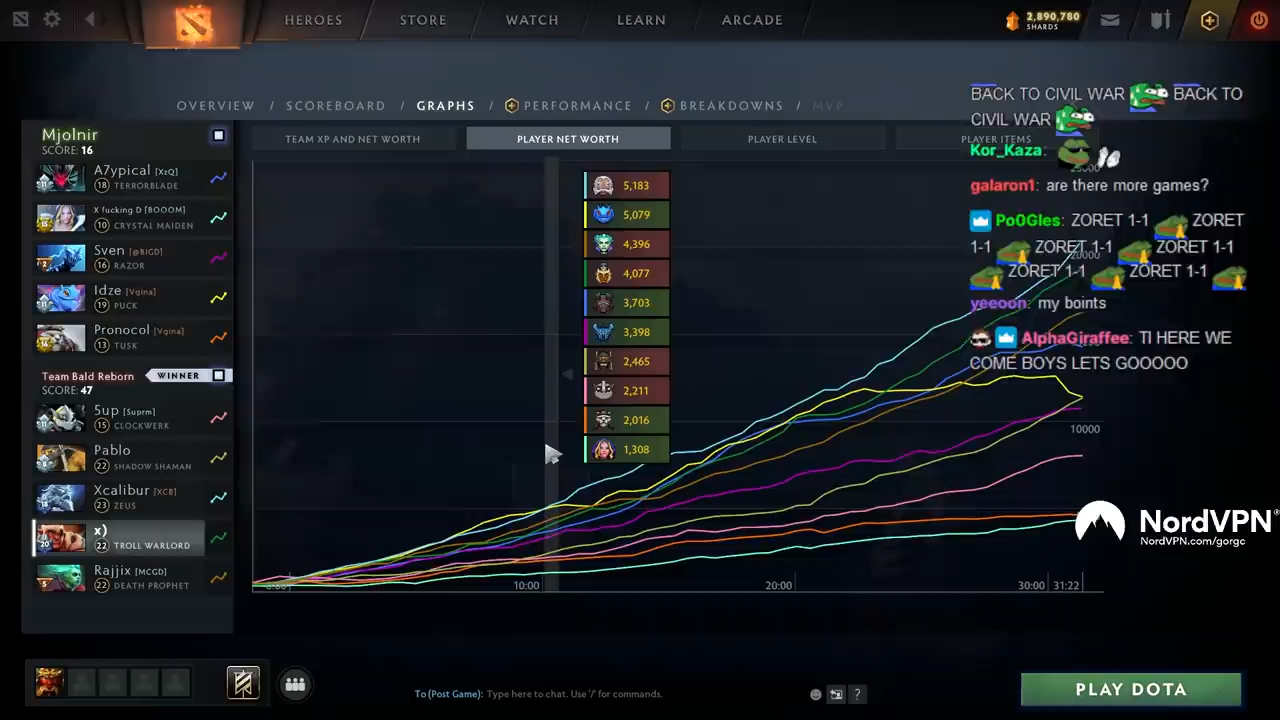 HEROES
STORE
WATCH
LEARN
ARCADE
2,890,780
SHARDS
OVERVIEW / SCOREBOARD / GRAPHS / PERFORMANCE / BREAKDOWNS / MVP
TEAM XP AND NET WORTH
PLAYER NET WORTH
PLAYER LEVEL
PLAYER ITEMS
Mjolnir
SCORE: 16
A7ypical [XzQ]
18 TERRORBLADE
X fucking D [BOOOM]
10 CRYSTAL MAIDEN
Sven [@BIGD]
16 RAZOR
Idze [Vgina]
19 PUCK
Pronocol [Vgina]
13 TUSK
Team Bald Reborn
WINNER
SCORE: 47
5up [Suprm]
15 CLOCKWERK
Pablo
22 SHADOW SHAMAN
Xcalibur [XCB]
23 ZEUS
x)
22 TROLL WARLORD
Rajjix [MCGD]
22 DEATH PROPHET
5,183
5,079
4,396
4,077
3,703
3,398
2,465
2,211
2,016
1,308
20000
10000
10:00
20:00
30:00
31:22
BACK TO CIVIL WAR BACK TO
CIVIL WAR
Kor_Kaza:
galaron1: are there more games?
Po0Gles: ZORET 1-1 ZORET
1-1 ZORET 1-1 ZORET 1-1
ZORET 1-1 ZORET 1-1
yeeoon: my boints
AlphaGiraffee: TI HERE WE
COME BOYS LETS GOOOOO
NordVPN®
NordVPN.com/gorgc
To (Post Game): Type here to chat. Use '/' for commands.
?
PLAY DOTA